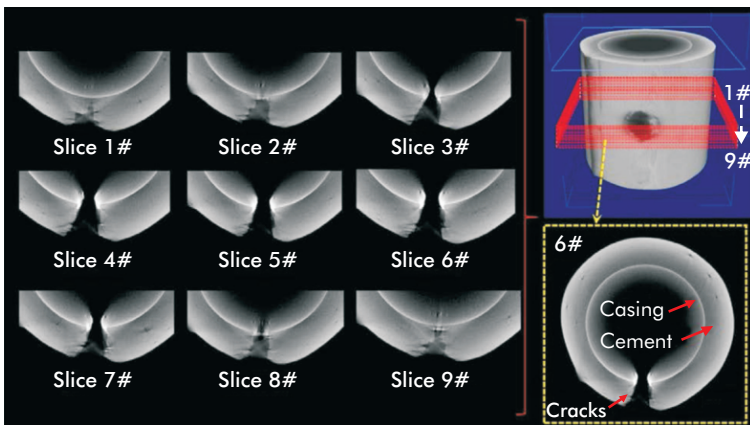 Slice 1#
Slice 2#
Slice 3#
Slice 4#
Slice 5#
Slice 6#
Slice 7#
Slice 8#
Slice 9#
1#
9#
6#
Casing
Cement
Cracks